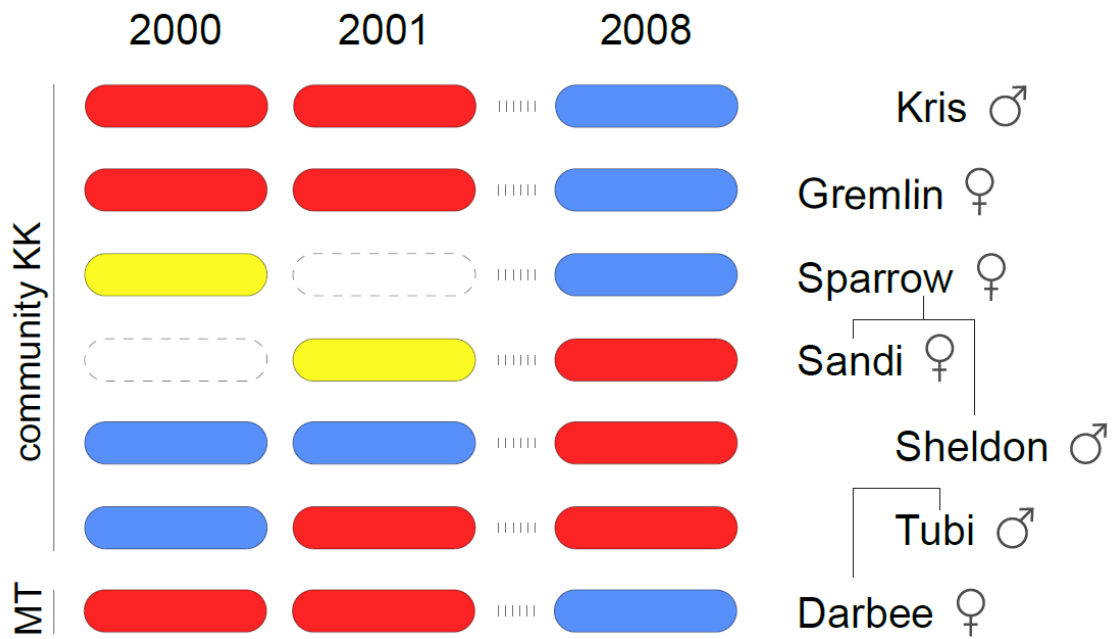 2000 2001 2008
community KK
Kris ♂
Gremlin ♀
Sparrow ♀
Sandi ♀
Sheldon ♂
Tubi ♂
MT
Darbee ♀